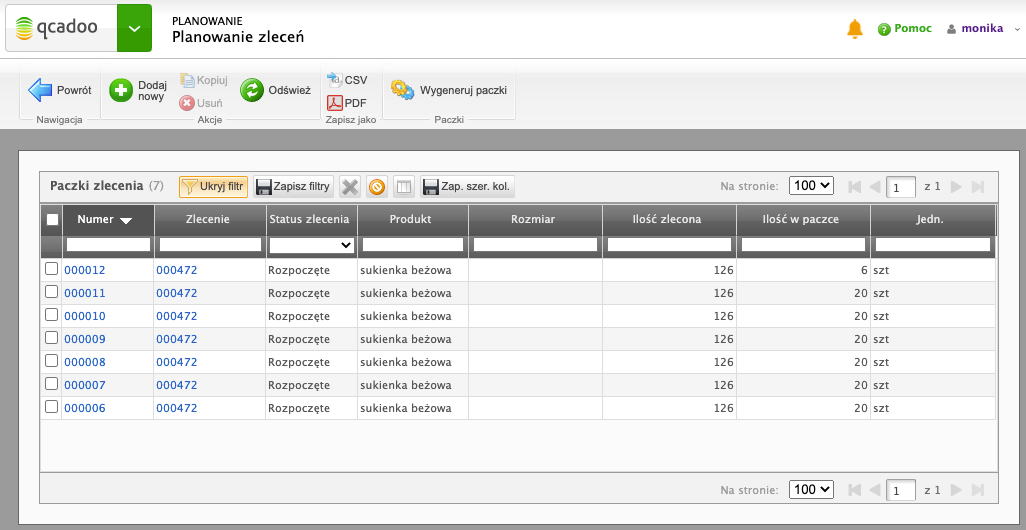 qcadoo
PLANOWANIE
Planowanie zleceń
Pomoc
monika
Powrót
Nawigacja
Dodaj nowy
Kopiuj
Usuń
Odśwież
Akcje
CSV
PDF
Zapisz jako
Wygeneruj paczki
Paczki
Paczki zlecenia (7) Ukryj filtr Zapisz filtry Zap. szer. kol. Na stronie: 100 1 z 1
Numer Zlecenie Status zlecenia Produkt Rozmiar Ilość zlecona Ilość w paczce Jedn.
000012 000472 Rozpoczęte sukienka beżowa 126 6 szt
000011 000472 Rozpoczęte sukienka beżowa 126 20 szt
000010 000472 Rozpoczęte sukienka beżowa 126 20 szt
000009 000472 Rozpoczęte sukienka beżowa 126 20 szt
000008 000472 Rozpoczęte sukienka beżowa 126 20 szt
000007 000472 Rozpoczęte sukienka beżowa 126 20 szt
000006 000472 Rozpoczęte sukienka beżowa 126 20 szt
Na stronie: 100 1 z 1